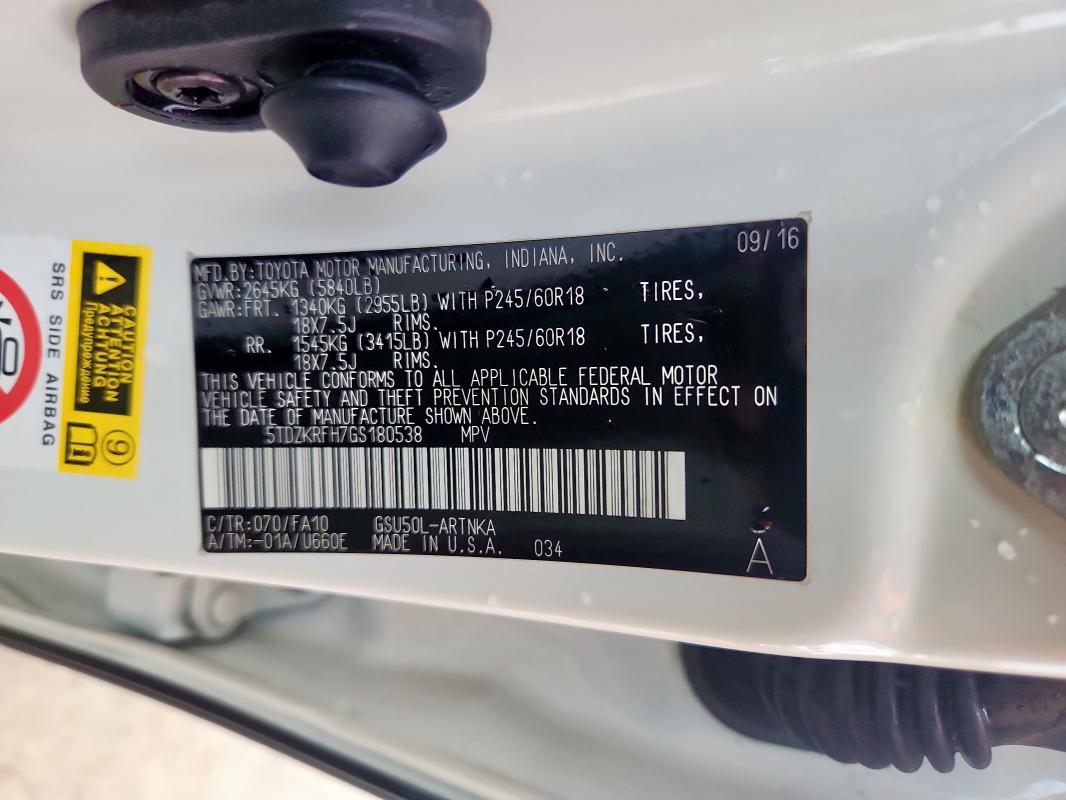 MFD.BY:TOYOTA MOTOR MANUFACTURING, INDIANA, INC. 09/16
GVWR:2645KG (5840LB)
GAWR:FRT. 1340KG (2955LB) WITH P245/60R18 TIRES,
18X7.5J RIMS.
RR. 1545KG (3415LB) WITH P245/60R18 TIRES,
18X7.5J RIMS.
THIS VEHICLE CONFORMS TO ALL APPLICABLE FEDERAL MOTOR
VEHICLE SAFETY AND THEFT PREVENTION STANDARDS IN EFFECT ON
THE DATE OF MANUFACTURE SHOWN ABOVE.
5TDZKRFH7GS180538 MPV
C/TR:070/FA10 GSU50L-ARTNKA
A/TM:-01A/U660E MADE IN U.S.A. 034
A
SRS SIDE AIRBAG
CAUTION
ATTENTION
ACHTUNG
Предупреждение
9